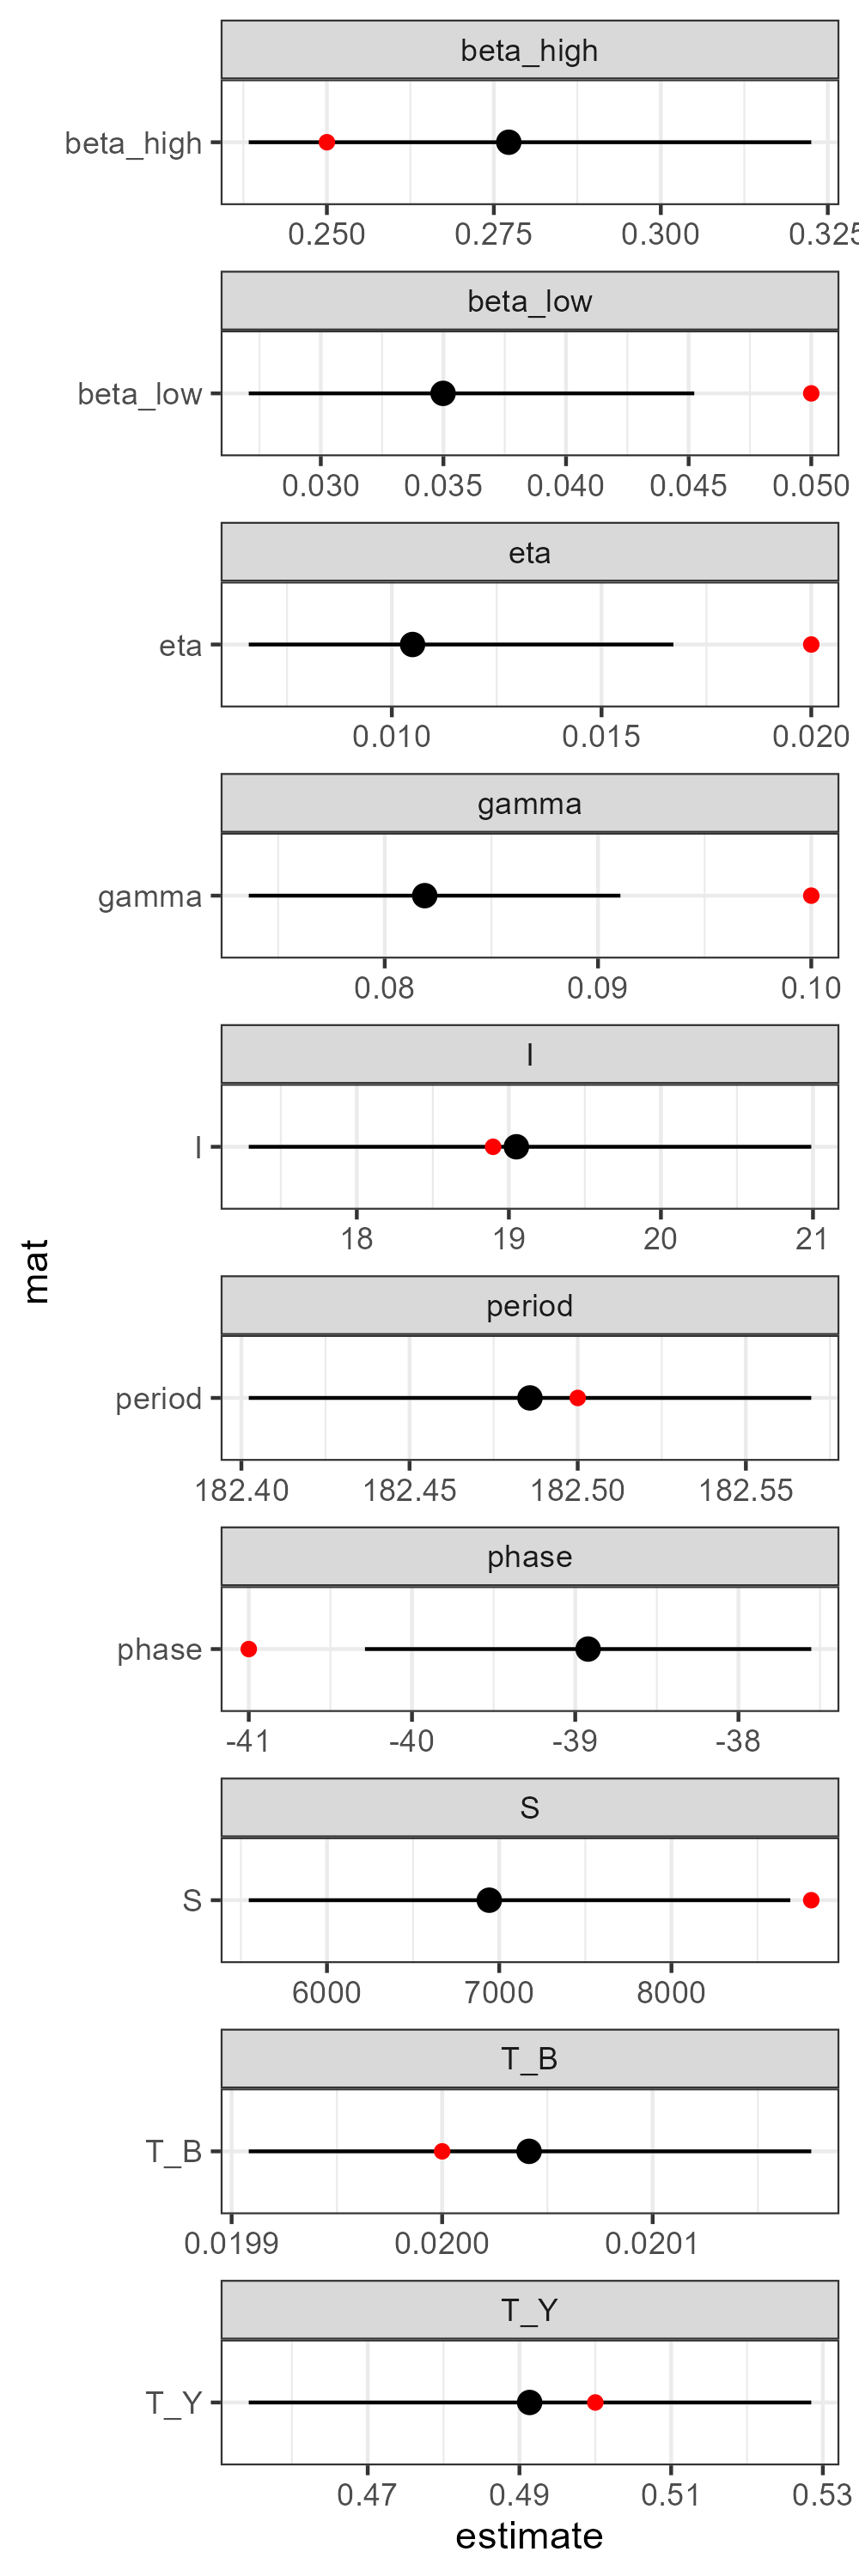 beta_high
beta_high
0.250 0.275 0.300 0.325
beta_low
beta_low
0.030 0.035 0.040 0.045 0.050
eta
eta
0.010 0.015 0.020
gamma
gamma
0.08 0.09 0.10
I
I
18 19 20 21
period
period
182.40 182.45 182.50 182.55
phase
phase
-41 -40 -39 -38
S
S
6000 7000 8000
T_B
T_B
0.0199 0.0200 0.0201
T_Y
T_Y
0.47 0.49 0.51 0.53
estimate
mat